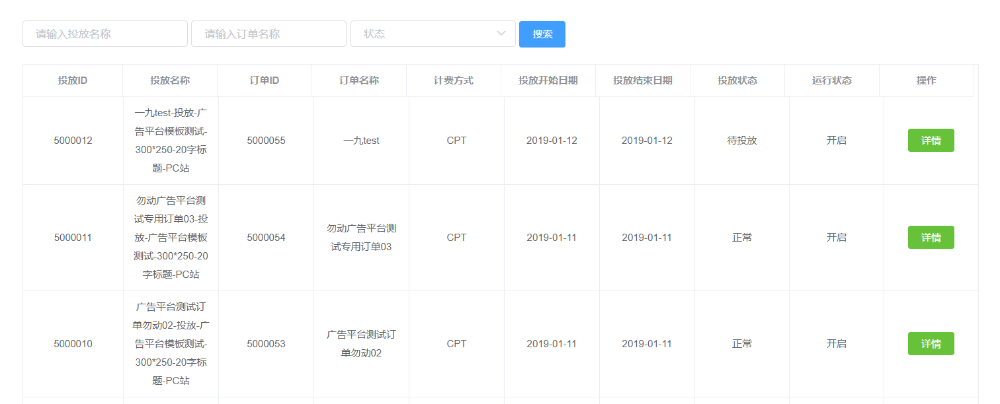 请输入投放名称 请输入订单名称 状态 搜索
投放ID 投放名称 订单ID 订单名称 计费方式 投放开始日期 投放结束日期 投放状态 运行状态 操作
5000012
一九test-投放-广
告平台模板测试-
300*250-20字标
题-PC站
5000055
一九test
CPT
2019-01-12
2019-01-12
待投放
开启
详情
5000011
勿动广告平台测
试专用订单03-投
放-广告平台模板
测试-300*250-20
字标题-PC站
5000054
勿动广告平台测
试专用订单03
CPT
2019-01-11
2019-01-11
正常
开启
详情
5000010
广告平台测试订
单勿动02-投放-广
告平台模板测试-
300*250-20字标
题-PC站
5000053
广告平台测试订
单勿动02
CPT
2019-01-11
2019-01-11
正常
开启
详情